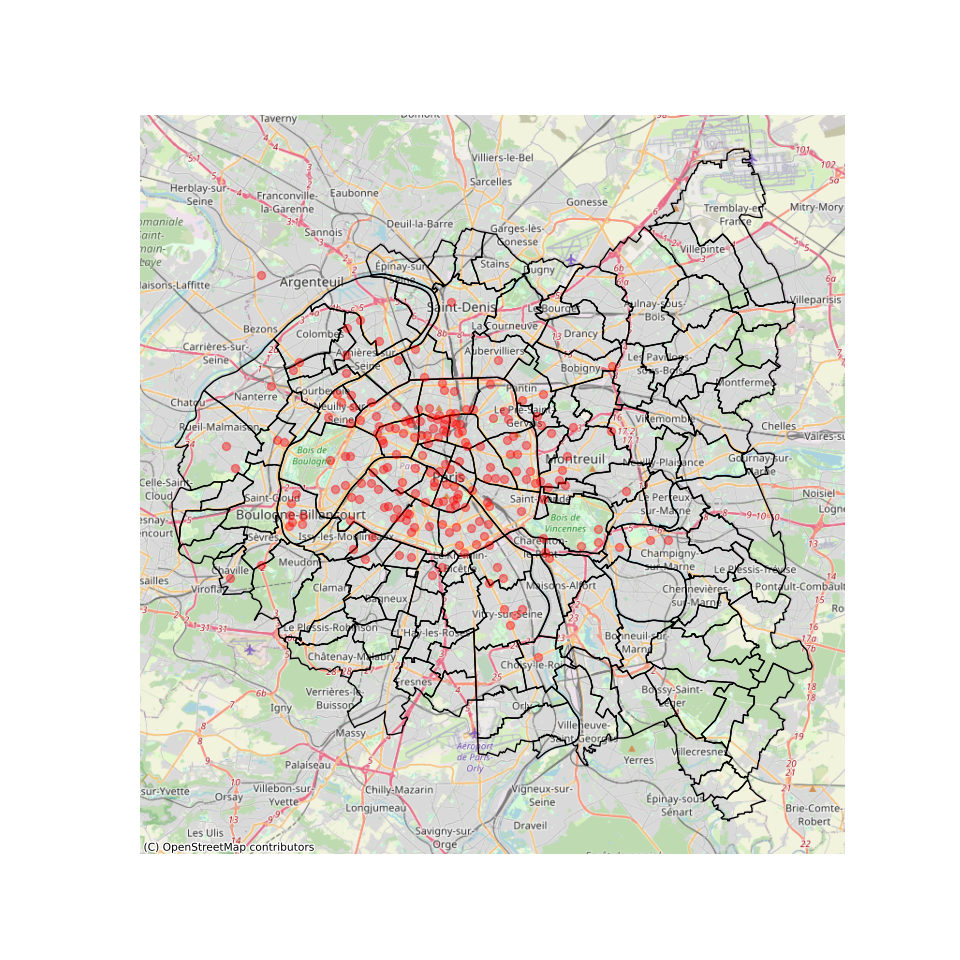 Taverny
Domont
Villiers-le-Bel
101
102
5a
Herblay-sur-
Seine
Franconville-
la-Garenne
Eaubonne
Sarcelles
Gonesse
Tremblay-en-
France
Mitry-Mory
Sannois
Deuil-la-Barre
Garges-lès-
Gonesse
Villepinte
Maisons-Laffitte
Argenteuil
Épinay-sur-
Stains
Saint-Denis
Le Bourget
Villeparisis
Bezons
Colombes
La Courneuve
Drancy
Carrières-sur-
Seine
Asnières-sur-
Seine
Aubervilliers
Bobigny
Les Pavillons-
sous-Bois
Montfermeil
Chatou
Nanterre
Courbevoie
Pantin
Rueil-Malmaison
Neuilly-sur-
Seine
Le Pré-Saint-
Gervais
Villemomble
Chelles
Vaires-su
Bois de
Boulogne
Paris
Montreuil
Neuilly-Plaisance
Gournay-sur-
Marne
Celle-Saint-
Cloud
Saint-Cloud
Saint-Mandé
Le Perreux-
sur-Marne
Noisiel
Boulogne-Billancourt
Bois de
Vincennes
Sèvres
Issy-les-Moulineaux
Charenton-
le-Pont
Champigny-
sur-Marne
Chaville
Meudon
Le Kremlin-
Bicêtre
Le Plessis-Trévise
Viroflay
Clamart
Bagneux
Maisons-Alfort
Chennevières-
sur-Marne
Pontault-Combault
Le Plessis-Robinson
L'Haÿ-les-Roses
Vitry-sur-Seine
Bonneuil-sur-
Marne
Châtenay-Malabry
Choisy-le-Roi
Verrières-le-
Buisson
Fresnes
Boissy-Saint-
Léger
Igny
Orly
Massy
Villeneuve-
Saint-Georges
Aéroport
de Paris
Orly
Yerres
Villecresnes
Palaiseau
Villebon-sur-
Yvette
Orsay
Chilly-Mazarin
Longjumeau
Vigneux-sur-
Seine
Épinay-sous-
Sénart
Brie-Comte-
Robert
Draveil
Les Ulis
Savigny-sur-
Orge
(C) OpenStreetMap contributors